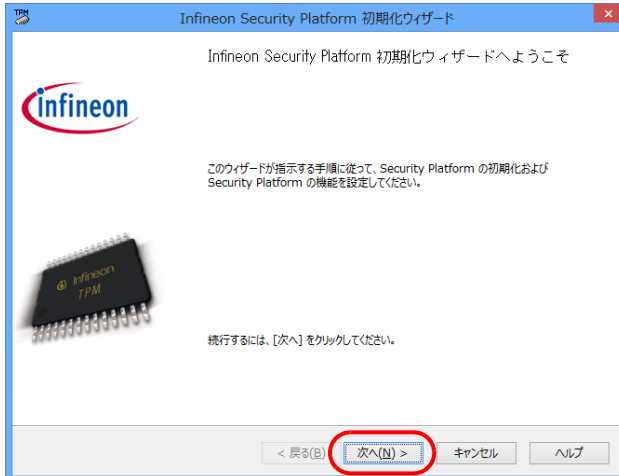 TPM
Infineon Security Platform 初期化ウィザード
Infineon Security Platform 初期化ウィザードへようこそ
infineon
このウィザードが指示する手順に従って、Security Platform の初期化および
Security Platform の機能を設定してください。
infineon
TPM
続行するには、[次へ] をクリックしてください。
< 戻る(B)
次へ(N) >
キャンセル
ヘルプ